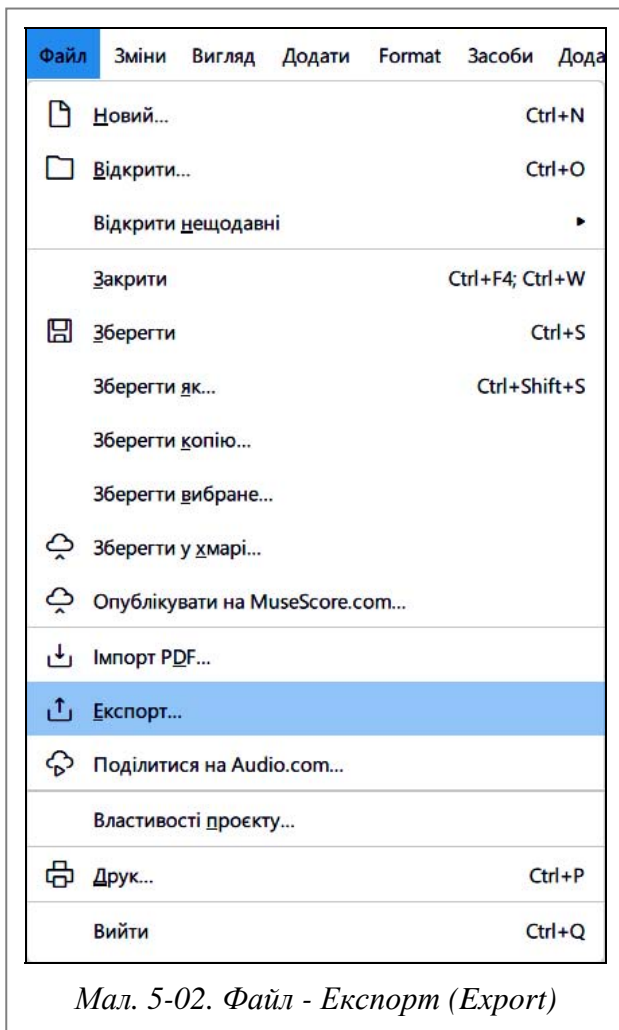 Файл Зміни Вигляд Додати Format Засоби Дода
Новий... Ctrl+N
Відкрити... Ctrl+O
Відкрити нещодавні
Закрити Ctrl+F4; Ctrl+W
Зберегти Ctrl+S
Зберегти як... Ctrl+Shift+S
Зберегти копію...
Зберегти вибране...
Зберегти у хмарі...
Опублікувати на MuseScore.com...
Імпорт PDF...
Експорт...
Поділитися на Audio.com...
Властивості проєкту...
Друк... Ctrl+P
Вийти Ctrl+Q
Мал. 5-02. Файл - Експорт (Export)